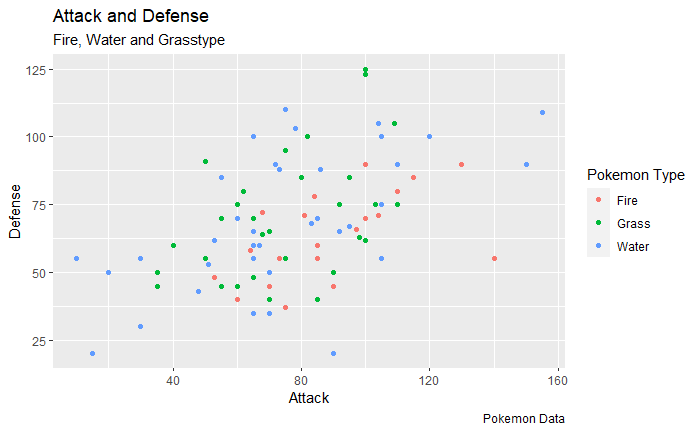 Attack and Defense
Fire, Water and Grasstype
125
100
75
50
25
Defense
40
80
120
160
Attack
Pokemon Type
Fire
Grass
Water
Pokemon Data